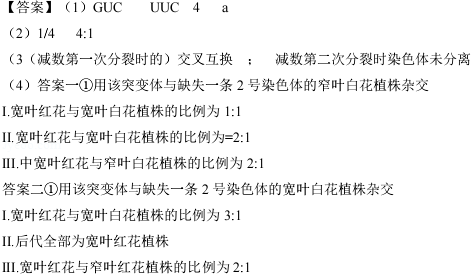 【答案】（1）GUC UUC 4 a
（2）1/4 4:1
（3（减数第一次分裂时的）交叉互换 ； 减数第二次分裂时染色体未分离
（4）答案一①用该突变体与缺失一条 2 号染色体的窄叶白花植株杂交
I.宽叶红花与宽叶白花植株的比例为 1:1
II.宽叶红花与宽叶白花植株的比例为=2:1
III.中宽叶红花与窄叶白花植株的比例为 2:1
答案二①用该突变体与缺失一条 2 号染色体的宽叶白花植株杂交
I.宽叶红花与宽叶白花植株的比例为 3:1
II.后代全部为宽叶红花植株
III.宽叶红花与窄叶红花植株的比例为 2:1